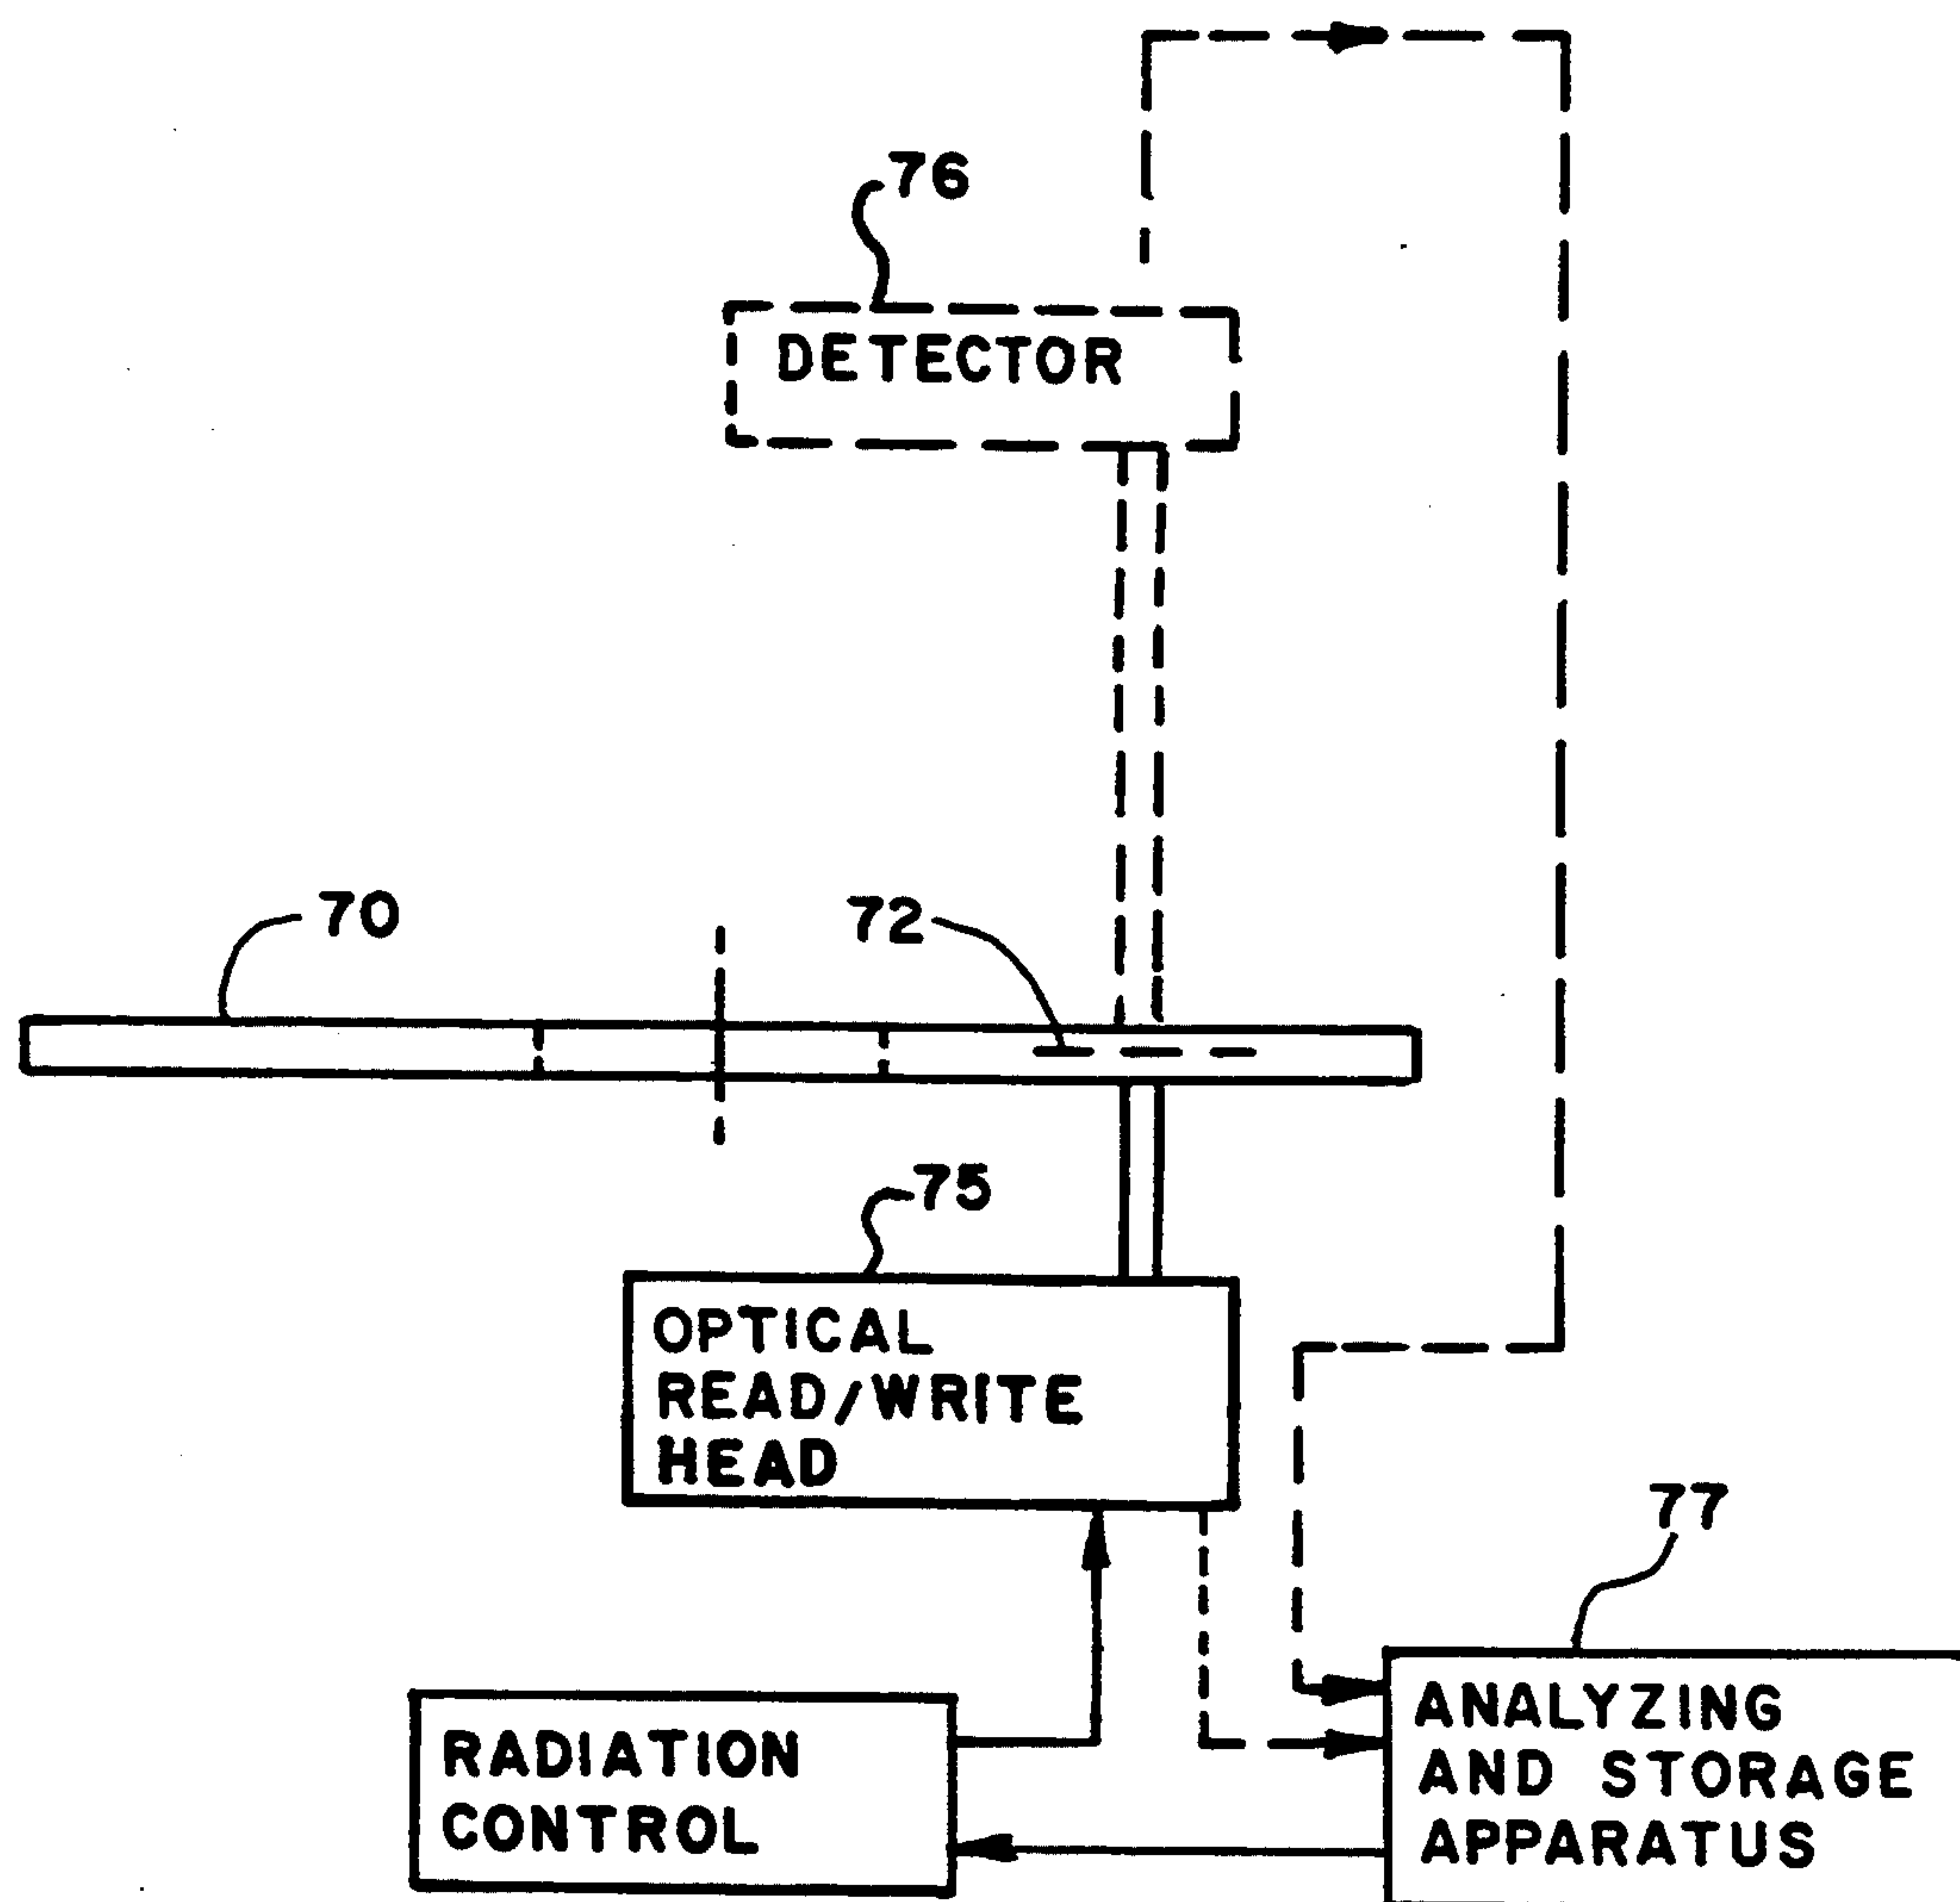 76
DETECTOR
70
72
75
OPTICAL
READ/WRITE
HEAD
77
RADIATION
CONTROL
ANALYZING
AND STORAGE
APPARATUS